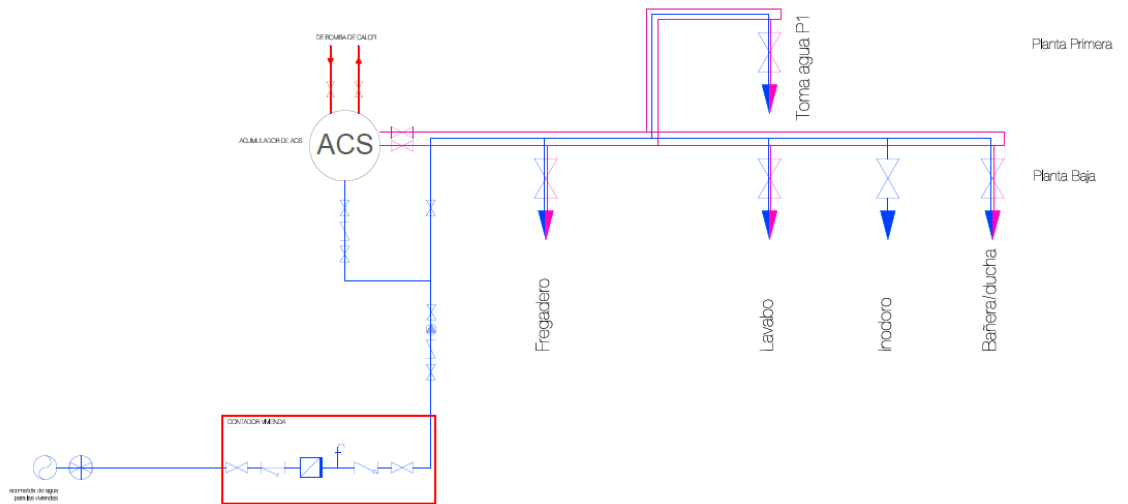 DE BOMBA DE CALOR
Toma agua P1
Planta Primera
ACUMULADOR DE ACS
ACS
Planta Baja
Fregadero
Lavabo
Inodoro
Bañera/ducha
CONTADOR VIVIENDA
acometida de agua
para las viviendas